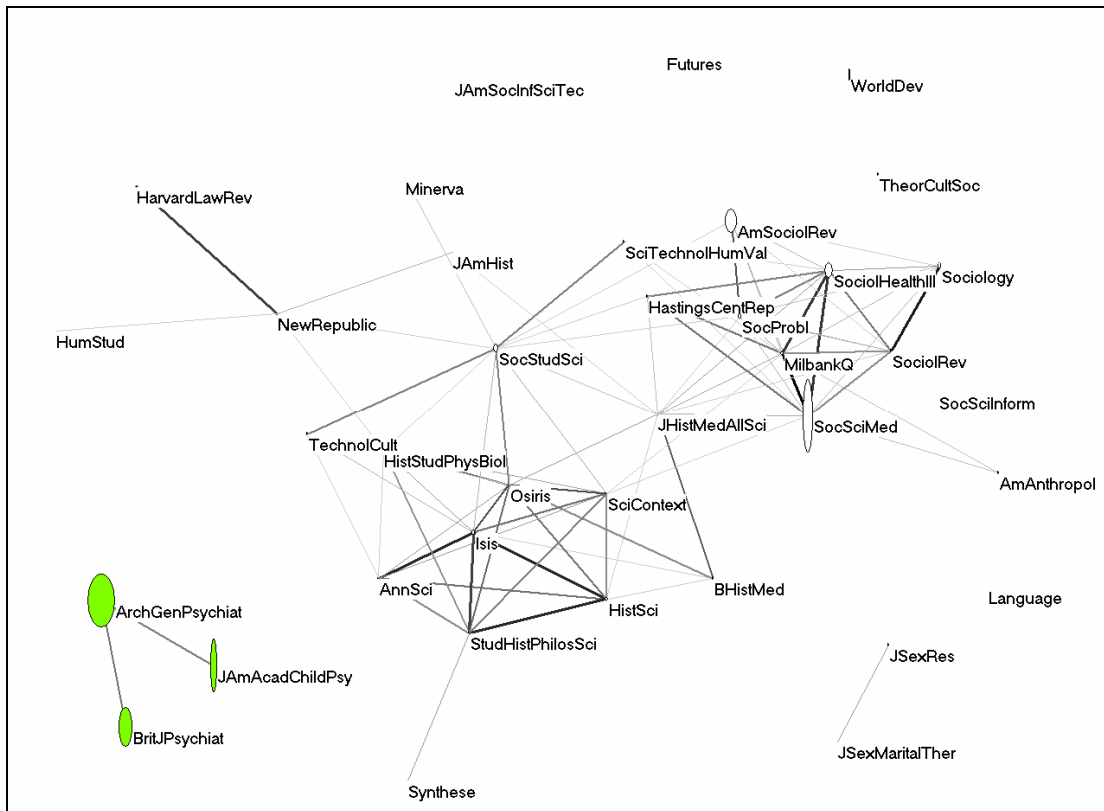 Futures
JAmSocInfSciTec
WorldDev
HarvardLawRev
Minerva
TheorCultSoc
AmSociolRev
SciTechnolHumVal
JAmHist
SociolHealthIll
Sociology
HastingsCentRep
NewRepublic
SocProbl
HumStud
SocStudSci
MilbankQ
SociolRev
SocSciInform
JHistMedAllSci
SocSciMed
TechnolCult
HistStudPhysBiol
AmAnthropol
Osiris
SciContext
Isis
AnnSci
BHistMed
Language
ArchGenPsychiat
HistSci
StudHistPhilosSci
JSexRes
JAmAcadChildPsy
BritJPsychiat
JSexMaritalTher
Synthese